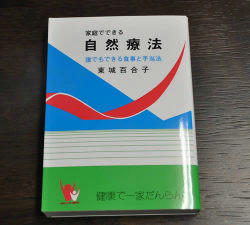 家庭でできる
自然療法
誰でもできる食事と手当法
東城百合子
健康で一家だんらん